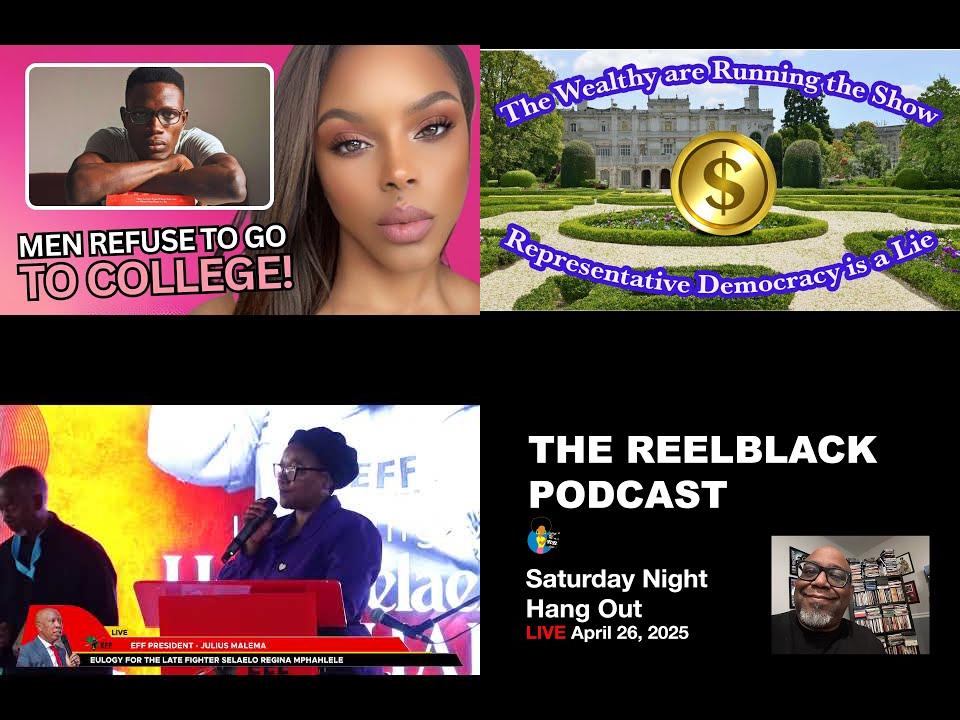 MEN REFUSE TO GO
TO COLLEGE!
The Wealthy are Running the Show
$
Representative Democracy is a Lie
EFF
LIVE
EFF
EFF PRESIDENT - JULIUS MALEMA
EULOGY FOR THE LATE FIGHTER SELAELO REGINA MPHAHLELE
THE REELBLACK
PODCAST
Saturday Night
Hang Out
LIVE April 26, 2025